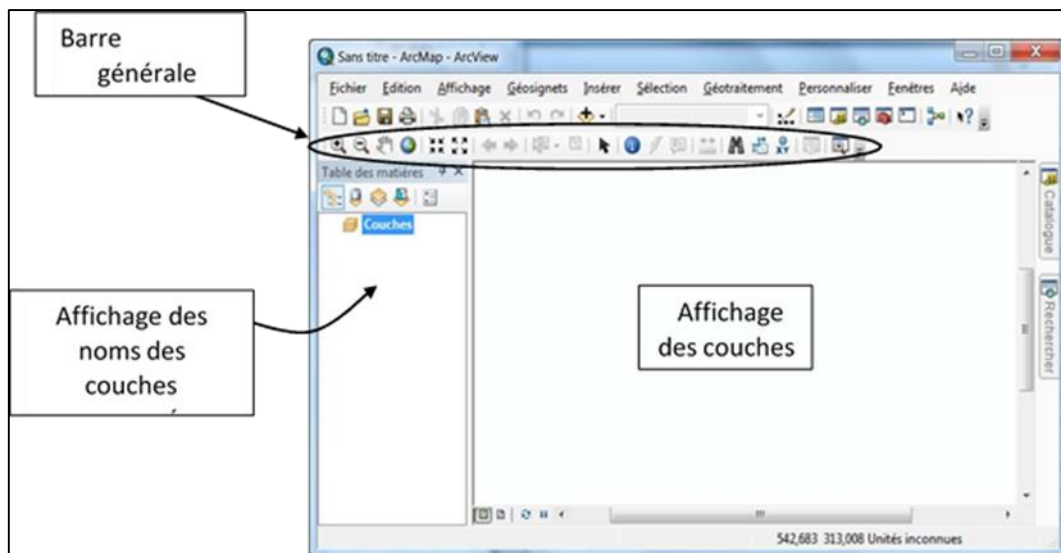 Barre
générale
Sans titre - ArcMap - ArcView
Fichier Edition Affichage Géosignets Insérer Sélection Géotraitement Personnaliser Fenêtres Ajde
Table des matières
Couches
Affichage des
noms des
couches
Affichage
des couches
Catalogue
Rechercher
542,683 313,008 Unités inconnues